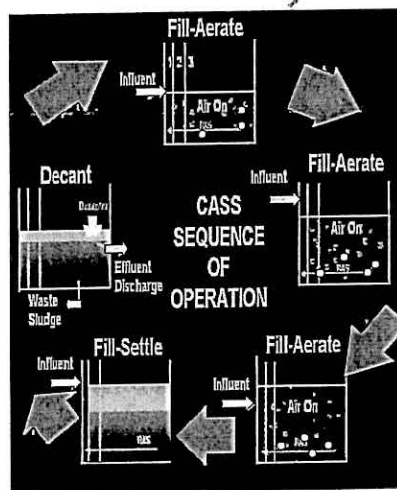 Fill-Aerate
Influent
1 2 3
Air On
RAS
Fill-Aerate
Influent
Air On
RAS
Decant
Effluent
Discharge
Waste
Sludge
CASS
SEQUENCE
OF
OPERATION
Fill-Settle
Influent
RAS
Fill-Aerate
Influent
Air On
RAS